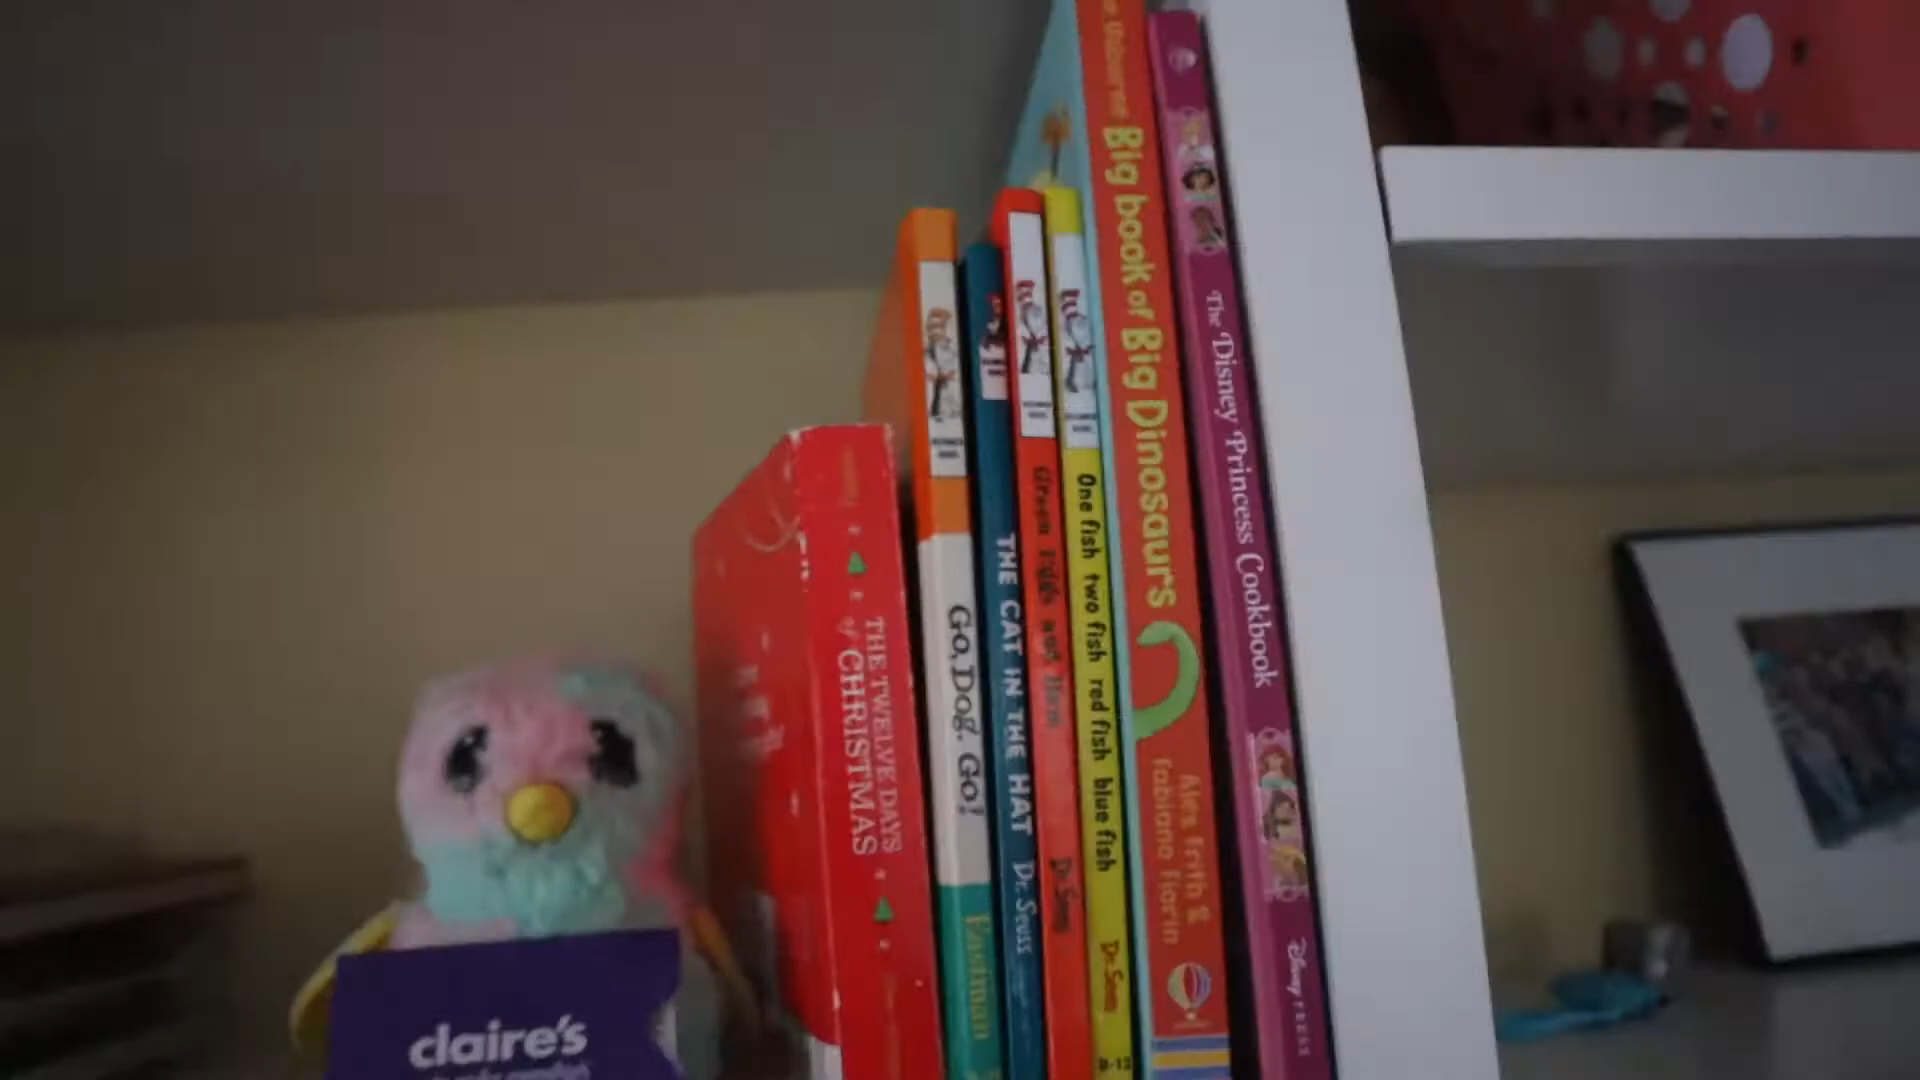 THE TWELVE DAYS
of CHRISTMAS
Go, Dog. Go!
Eastman
THE CAT IN THE HAT Dr. Seuss
Green Eggs and Ham Dr. Seuss
One fish two fish red fish blue fish Dr. Seuss
Usborne Big book of Big Dinosaurs
Alex Frith &
Fabiano Fiorin
The Disney Princess Cookbook
Disney PRESS
claire's